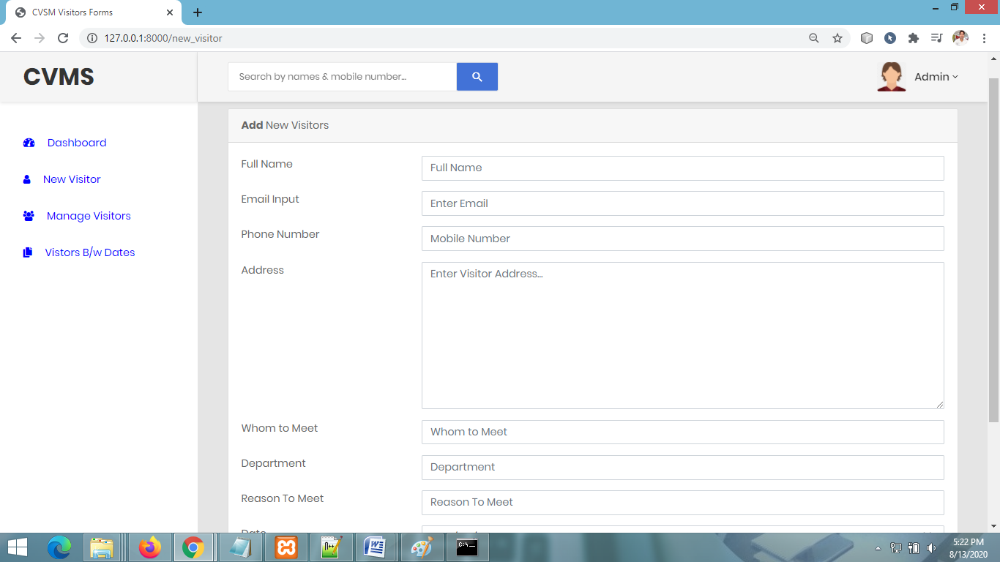 CVSM Visitors Forms
127.0.0.1:8000/new_visitor
CVMS
Search by names & mobile number...
Admin
Dashboard
New Visitor
Manage Visitors
Vistors B/w Dates
Add New Visitors
Full Name
Full Name
Email Input
Enter Email
Phone Number
Mobile Number
Address
Enter Visitor Address...
Whom to Meet
Whom to Meet
Department
Department
Reason To Meet
Reason To Meet
Date
5:22 PM
8/13/2020